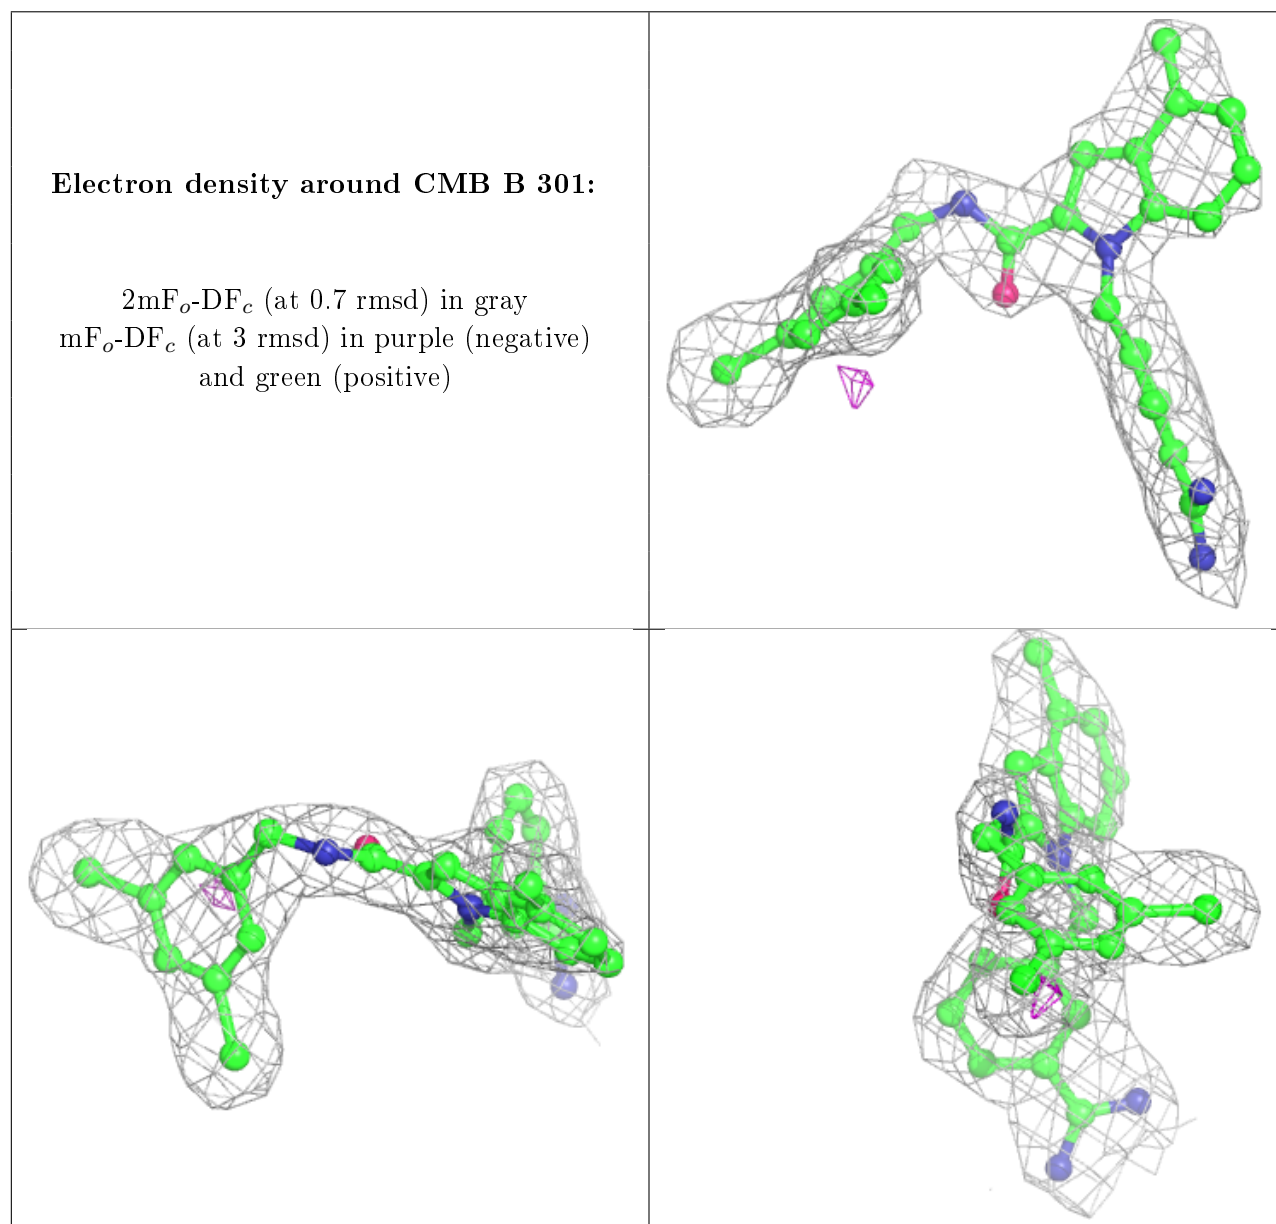 Electron density around CMB B 301:
2mFo-DFc (at 0.7 rmsd) in gray
mFo-DFc (at 3 rmsd) in purple (negative)
and green (positive)